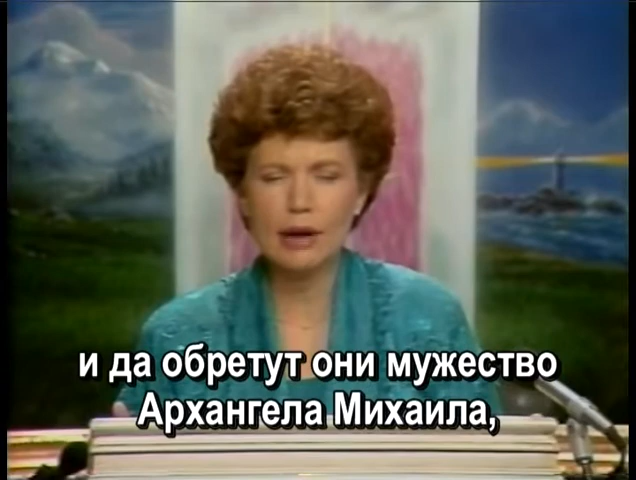 и да обретут они мужество
Архангела Михаила,